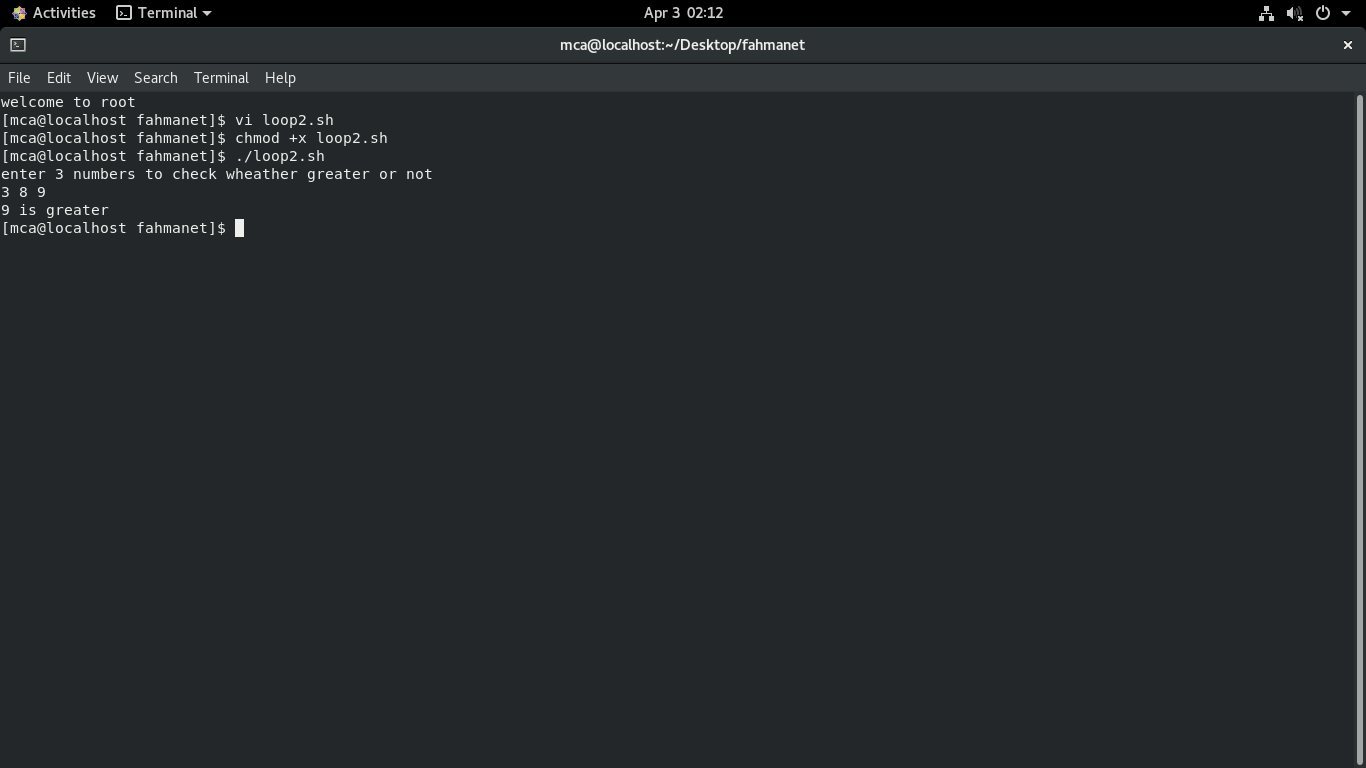 Activities Terminal Apr 3 02:12
mca@localhost:~/Desktop/fahmanet
File Edit View Search Terminal Help
welcome to root
[mca@localhost fahmanet]$ vi loop2.sh
[mca@localhost fahmanet]$ chmod +x loop2.sh
[mca@localhost fahmanet]$ ./loop2.sh
enter 3 numbers to check wheather greater or not
3 8 9
9 is greater
[mca@localhost fahmanet]$